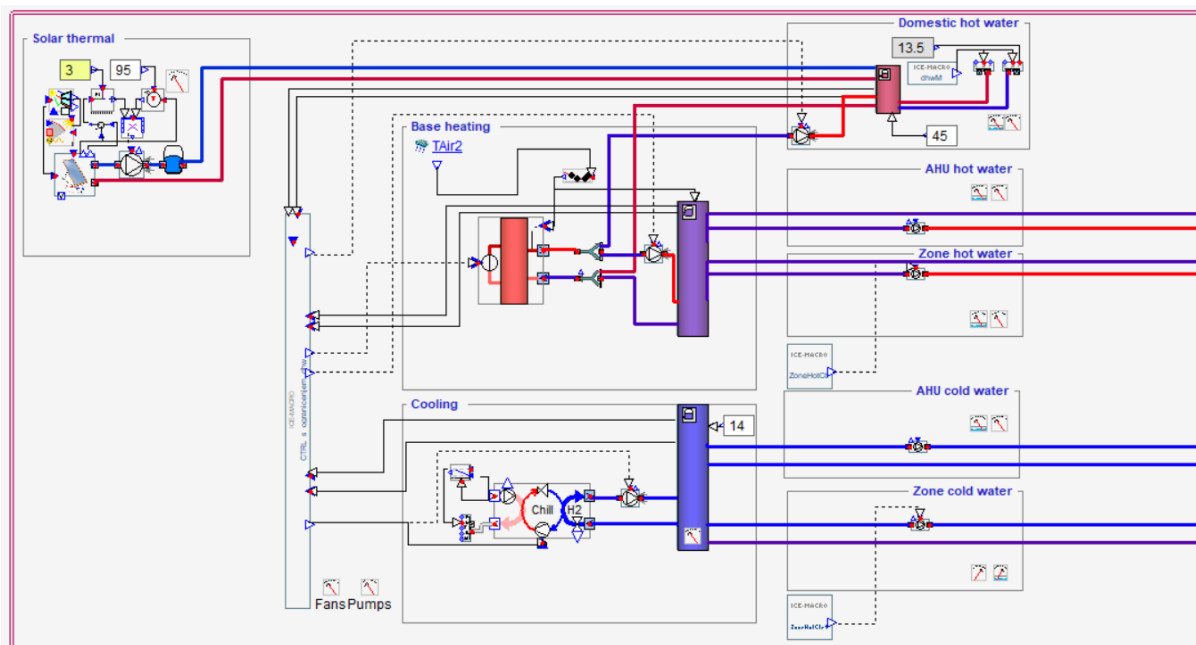 Solar thermal
3
95
Domestic hot water
13.5
ICE-MACRO
dhwM
45
Base heating
TAir2
AHU hot water
Zone hot water
ICE-MACRO
ICE-MACRO
Cooling
14
Chill
H2
AHU cold water
Zone cold water
ICE-MACRO
Fans
Pumps